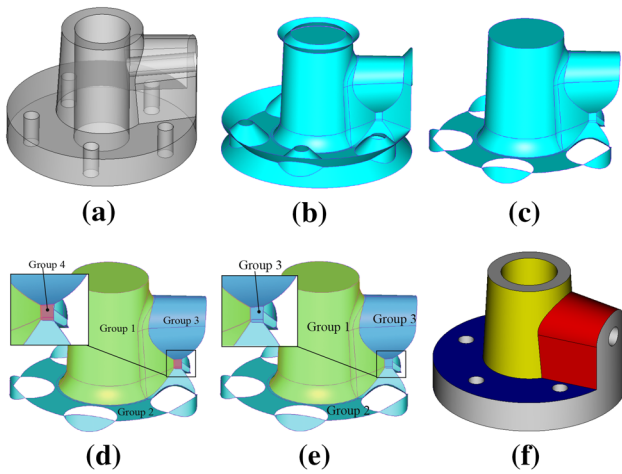 (a)
(b)
(c)
Group 4
Group 1
Group 3
Group 2
(d)
Group 3
Group 1
Group 3
Group 2
(e)
(f)